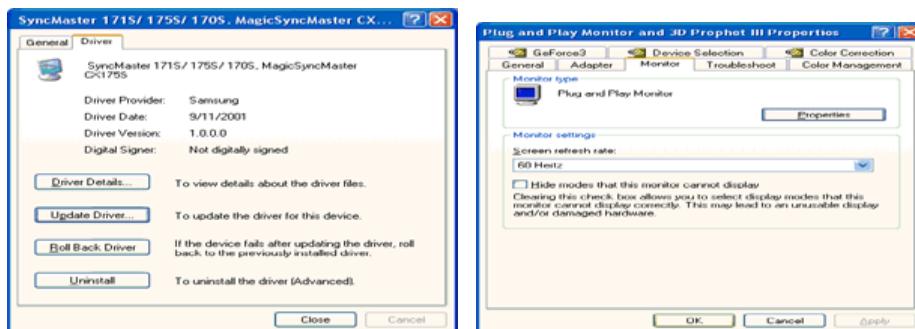 SyncMaster 171S/ 175S/ 170S, MagicSyncMaster CX...
General Driver
SyncMaster 171S/ 175S/ 170S, MagicSyncMaster
CX175S
Driver Provider: Samsung
Driver Date: 9/11/2001
Driver Version: 1.0.0.0
Digital Signer: Not digitally signed
Driver Details... To view details about the driver files.
Update Driver... To update the driver for this device.
Roll Back Driver If the device fails after updating the driver, roll
back to the previously installed driver.
Uninstall To uninstall the driver (Advanced).
Close Cancel
Plug and Play Monitor and 3D Prophet III Properties
GeForce3 Device Selection Color Correction
General Adapter Monitor Troubleshoot Color Management
Monitor type
Plug and Play Monitor
Properties
Monitor settings
Screen refresh rate:
60 Hertz
Hide modes that this monitor cannot display
Clearing this check box allows you to select display modes that this
monitor cannot display correctly. This may lead to an unusable display
and/or damaged hardware.
OK Cancel Apply